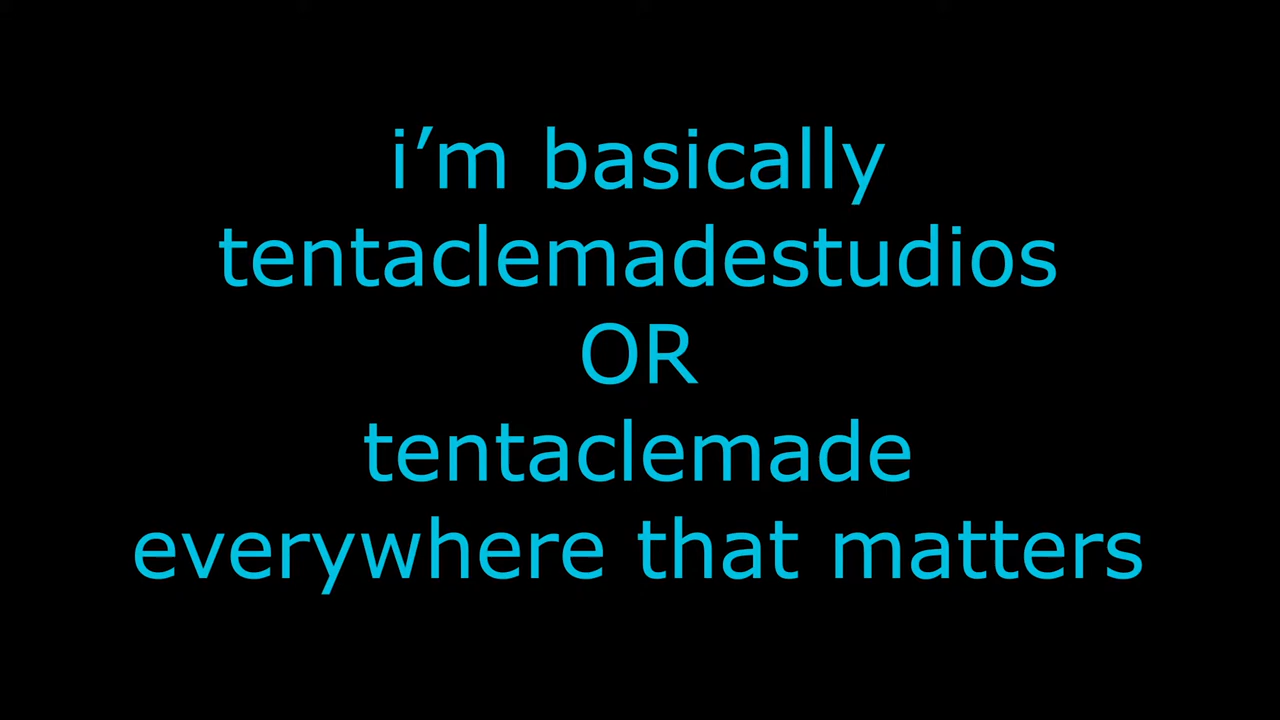 i’m basically
tentaclemadestudios
OR
tentaclemade
everywhere that matters